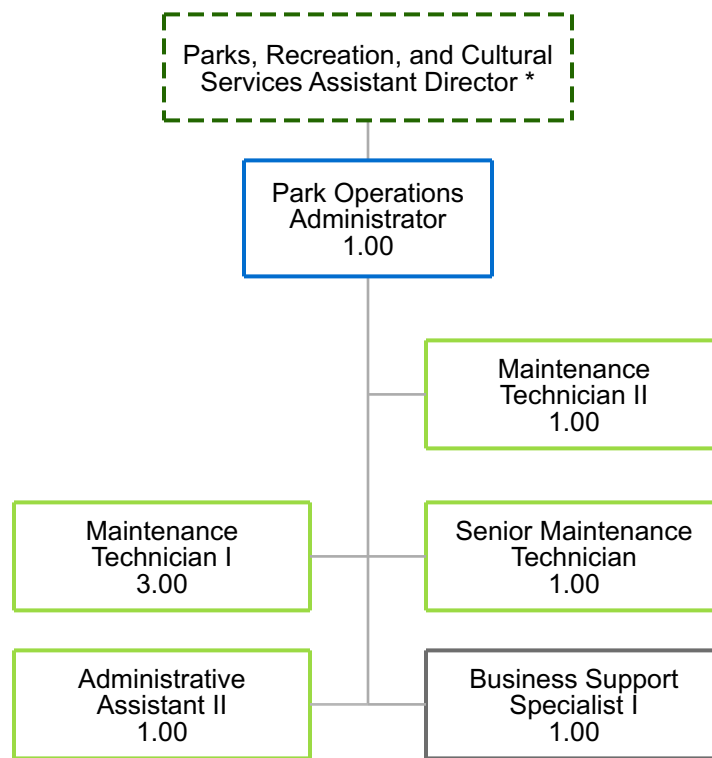 Parks, Recreation, and Cultural
Services Assistant Director *
Park Operations
Administrator
1.00
Maintenance
Technician II
1.00
Maintenance
Technician I
3.00
Senior Maintenance
Technician
1.00
Administrative
Assistant II
1.00
Business Support
Specialist I
1.00